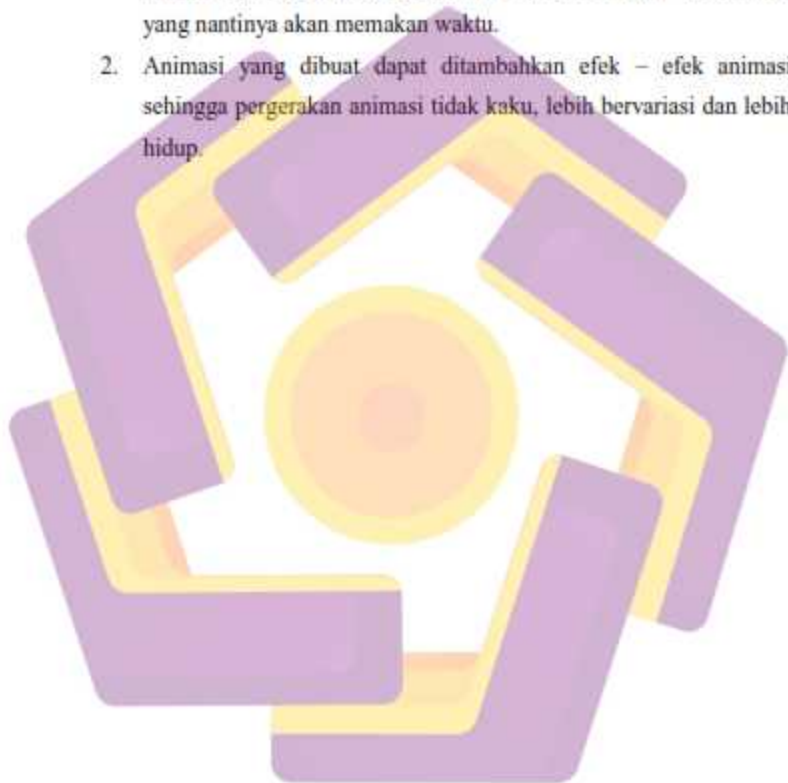 yang nantinya akan memakan waktu.
2. Animasi yang dibuat dapat ditambahkan efek – efek animasi
sehingga pergerakan animasi tidak kaku, lebih bervariasi dan lebih
hidup.